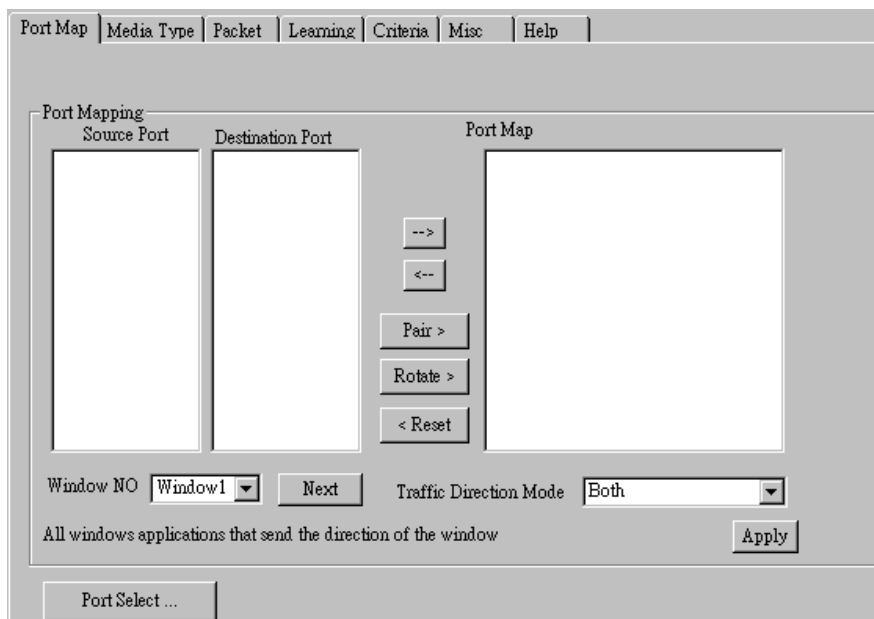 Port Map Media Type Packet Learning Criteria Misc Help
Port Mapping
Source Port Destination Port Port Map
-->
<--
Pair >
Rotate >
< Reset
Window NO Window1 Next Traffic Direction Mode Both
All windows applications that send the direction of the window Apply
Port Select ...